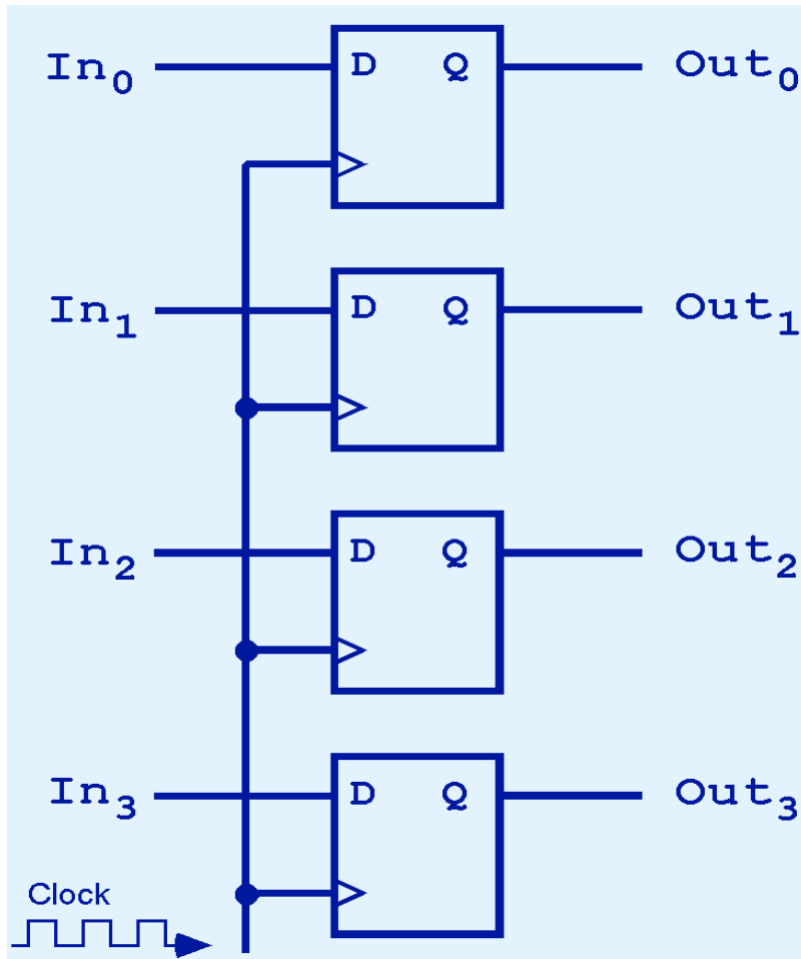 In0 D Q Out0
In1 D Q Out1
In2 D Q Out2
In3 D Q Out3
Clock